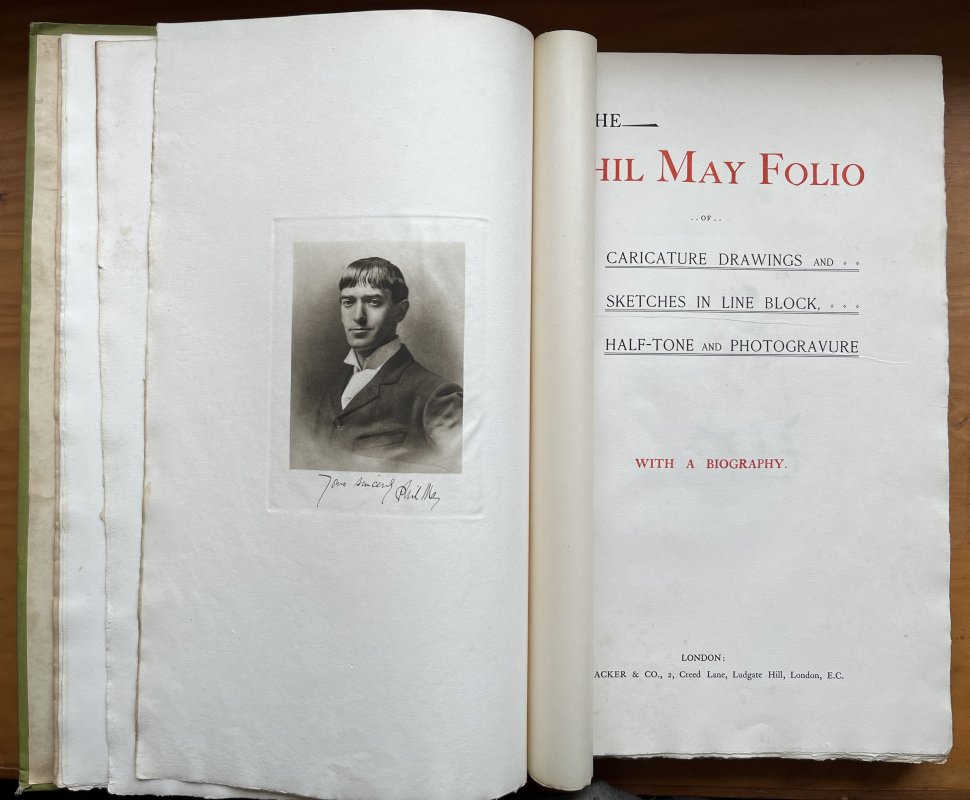 Yours sincerely Phil May
HE
HIL MAY FOLIO
..OF..
CARICATURE DRAWINGS AND
SKETCHES IN LINE BLOCK,
HALF-TONE AND PHOTOGRAVURE
WITH A BIOGRAPHY.
LONDON:
ACKER & CO., 2, Creed Lane, Ludgate Hill, London, E.C.